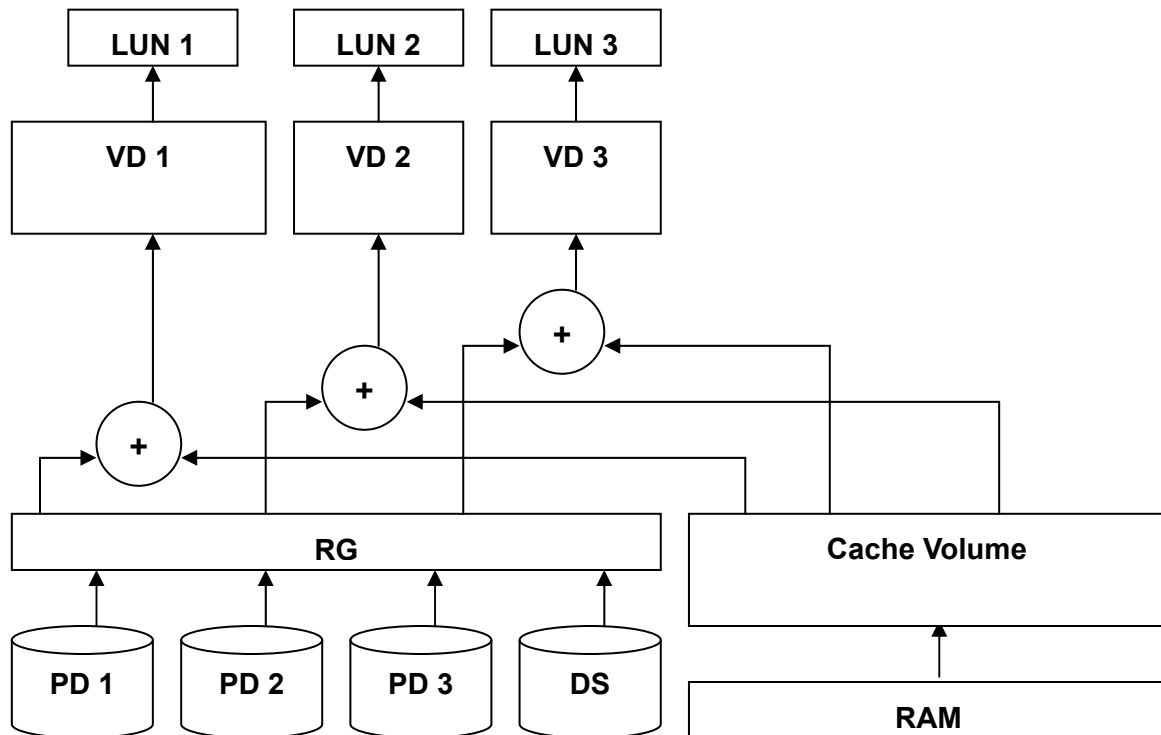 LUN 1
LUN 2
LUN 3
VD 1
VD 2
VD 3
+
+
+
RG
Cache Volume
PD 1
PD 2
PD 3
DS
RAM